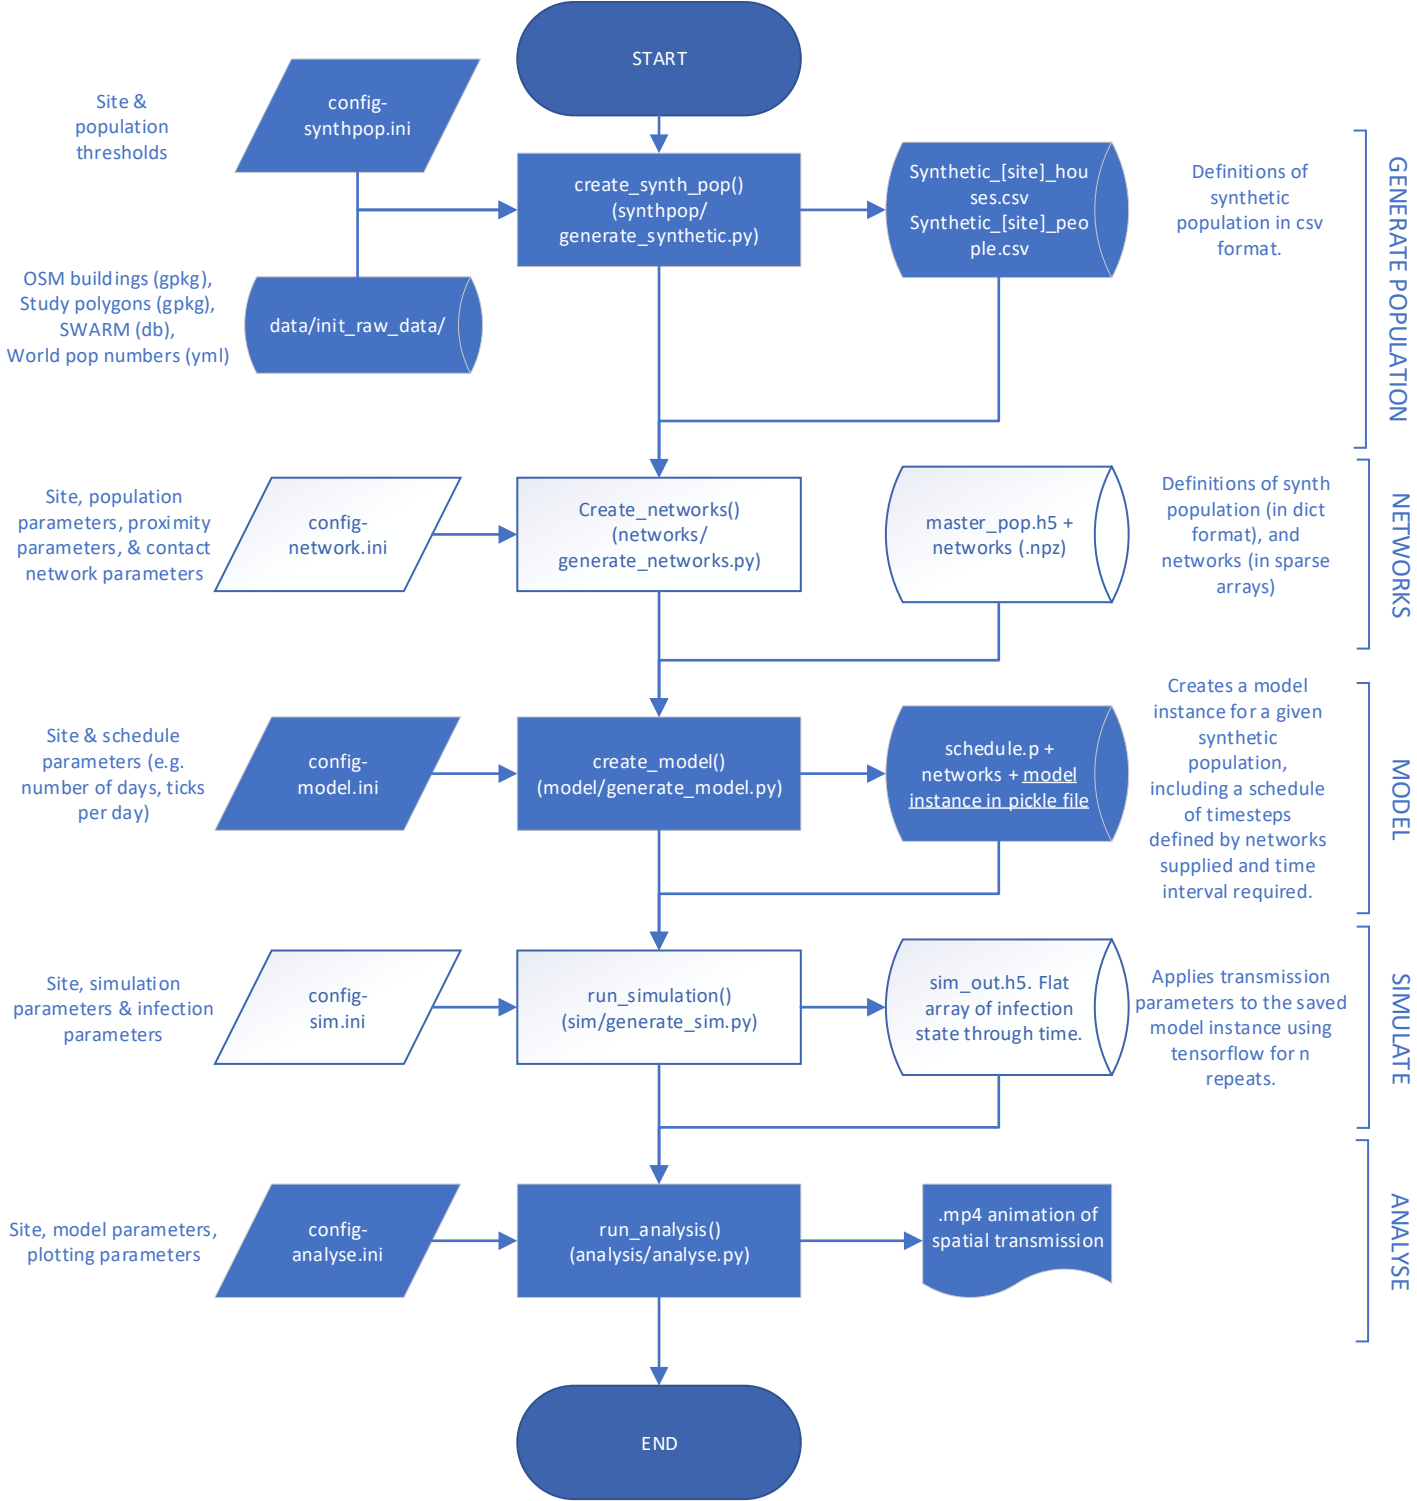 START
config-
synthpop.ini
Site &
population
thresholds
create_synth_pop()
(synthpop/
generate_synthetic.py)
Synthetic_[site]_hou
ses.csv
Synthetic_[site]_peo
ple.csv
Definitions of
synthetic
population in csv
format.
GENERATE POPULATION
OSM buildings (gpkg),
Study polygons (gpkg),
SWARM (db),
World pop numbers (yml)
data/init_raw_data/
Site, population
parameters, proximity
parameters, & contact
network parameters
config-
network.ini
Create_networks()
(networks/
generate_networks.py)
master_pop.h5 +
networks (.npz)
Definitions of synth
population (in dict
format), and
networks (in sparse
arrays)
NETWORKS
Site & schedule
parameters (e.g.
number of days, ticks
per day)
config-
model.ini
create_model()
(model/generate_model.py)
schedule.p +
networks + model
instance in pickle file
Creates a model
instance for a given
synthetic
population,
including a schedule
of timesteps
defined by networks
supplied and time
interval required.
MODEL
Site, simulation
parameters & infection
parameters
config-
sim.ini
run_simulation()
(sim/generate_sim.py)
sim_out.h5. Flat
array of infection
state through time.
Applies transmission
parameters to the saved
model instance using
tensorflow for n
repeats.
SIMULATE
Site, model parameters,
plotting parameters
config-
analyse.ini
run_analysis()
(analysis/analyse.py)
.mp4 animation of
spatial transmission
ANALYSE
END